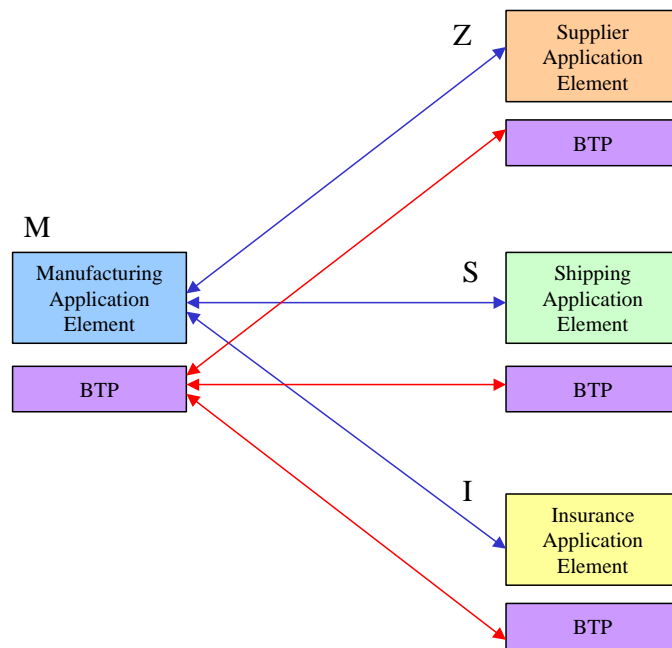 Z
Supplier
Application
Element
BTP
M
Manufacturing
Application
Element
BTP
S
Shipping
Application
Element
BTP
I
Insurance
Application
Element
BTP